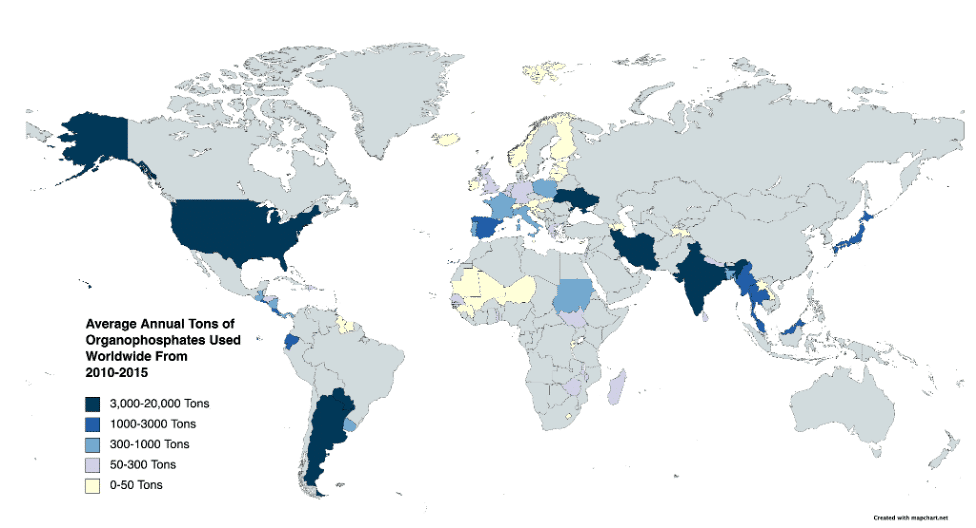 Average Annual Tons of
Organophosphates Used
Worldwide From
2010-2015
3,000-20,000 Tons
1000-3000 Tons
300-1000 Tons
50-300 Tons
0-50 Tons
Created with mapchart.net